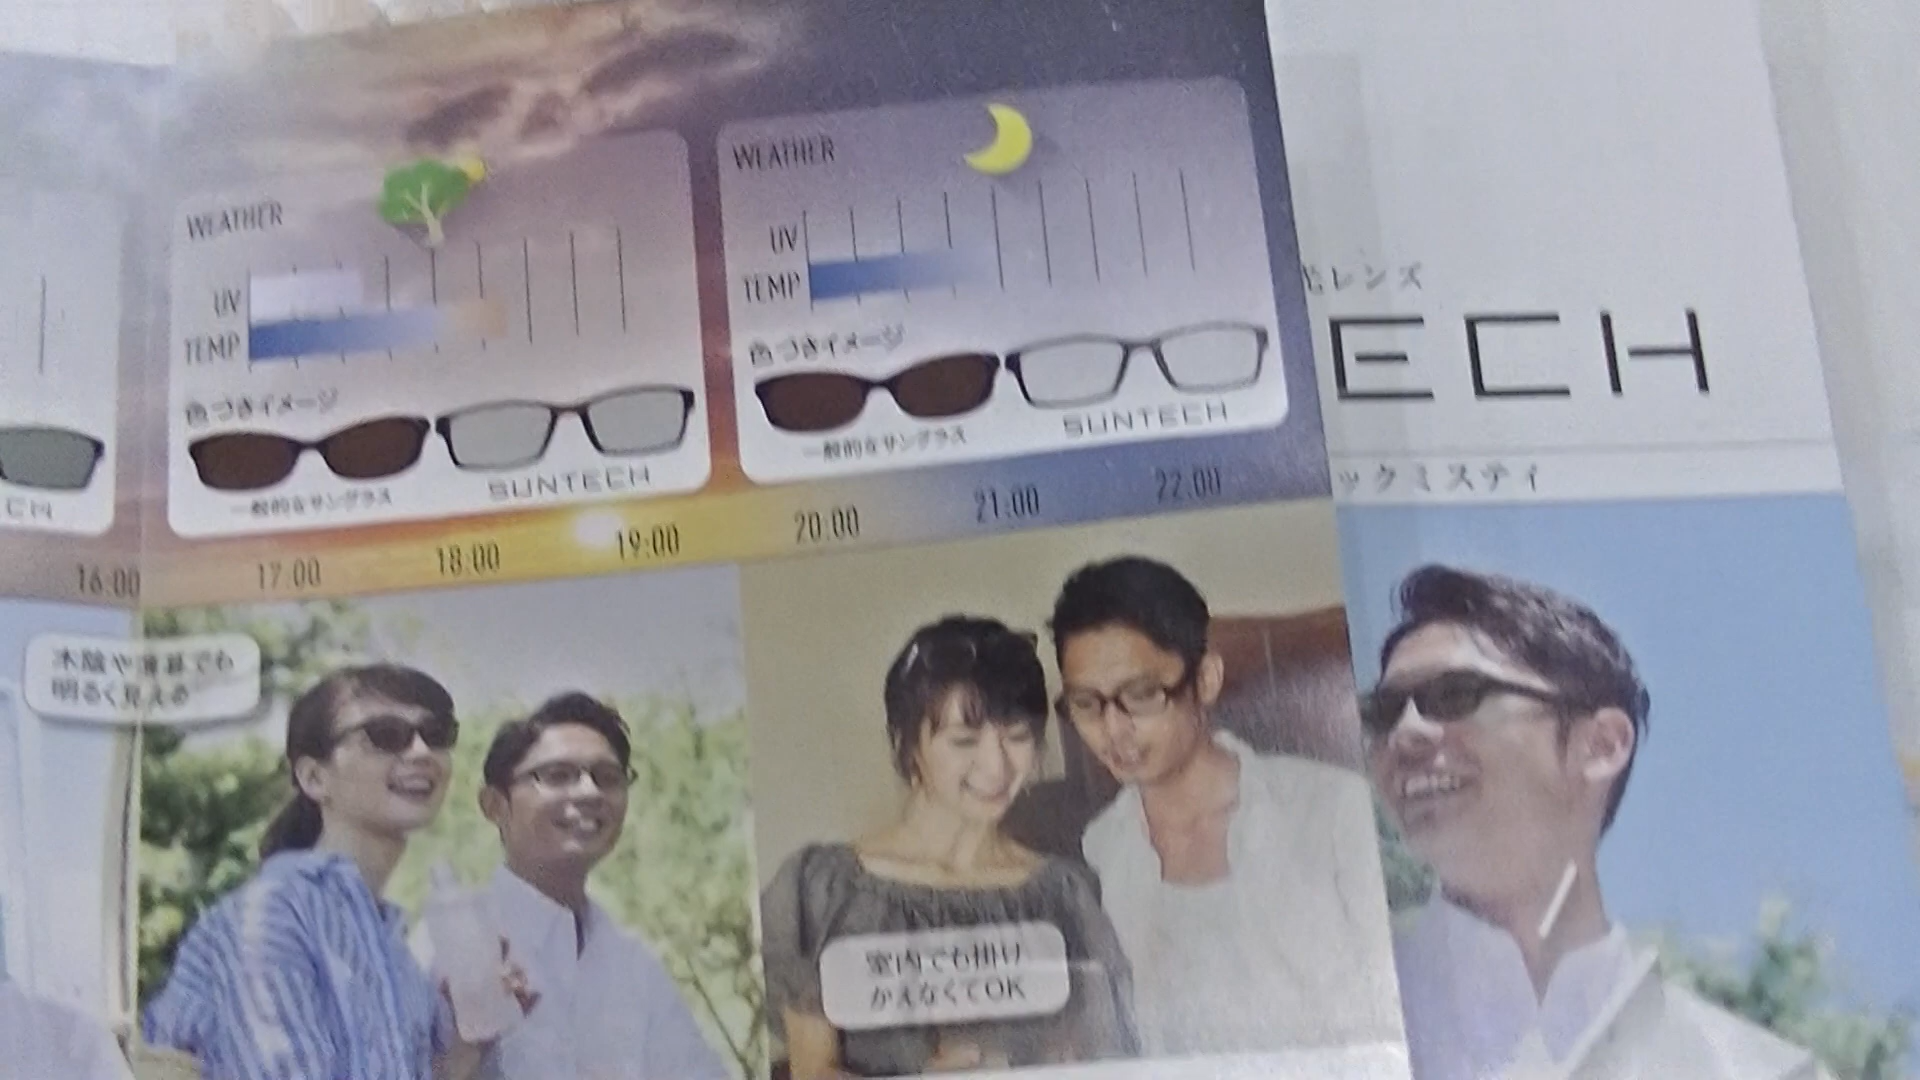 WEATHER
UV
TEMP
色づきイメージ
一般的なサングラス
SUNTECH
WEATHER
UV
TEMP
色づきイメージ
一般的なサングラス
SUNTECH
CH
16:00
17:00
18:00
19:00
20:00
21:00
22:00
木陰や薄暮でも
明るく見える
室内でも掛け
かえなくてOK
光レンズ
ECH
ックミスティ